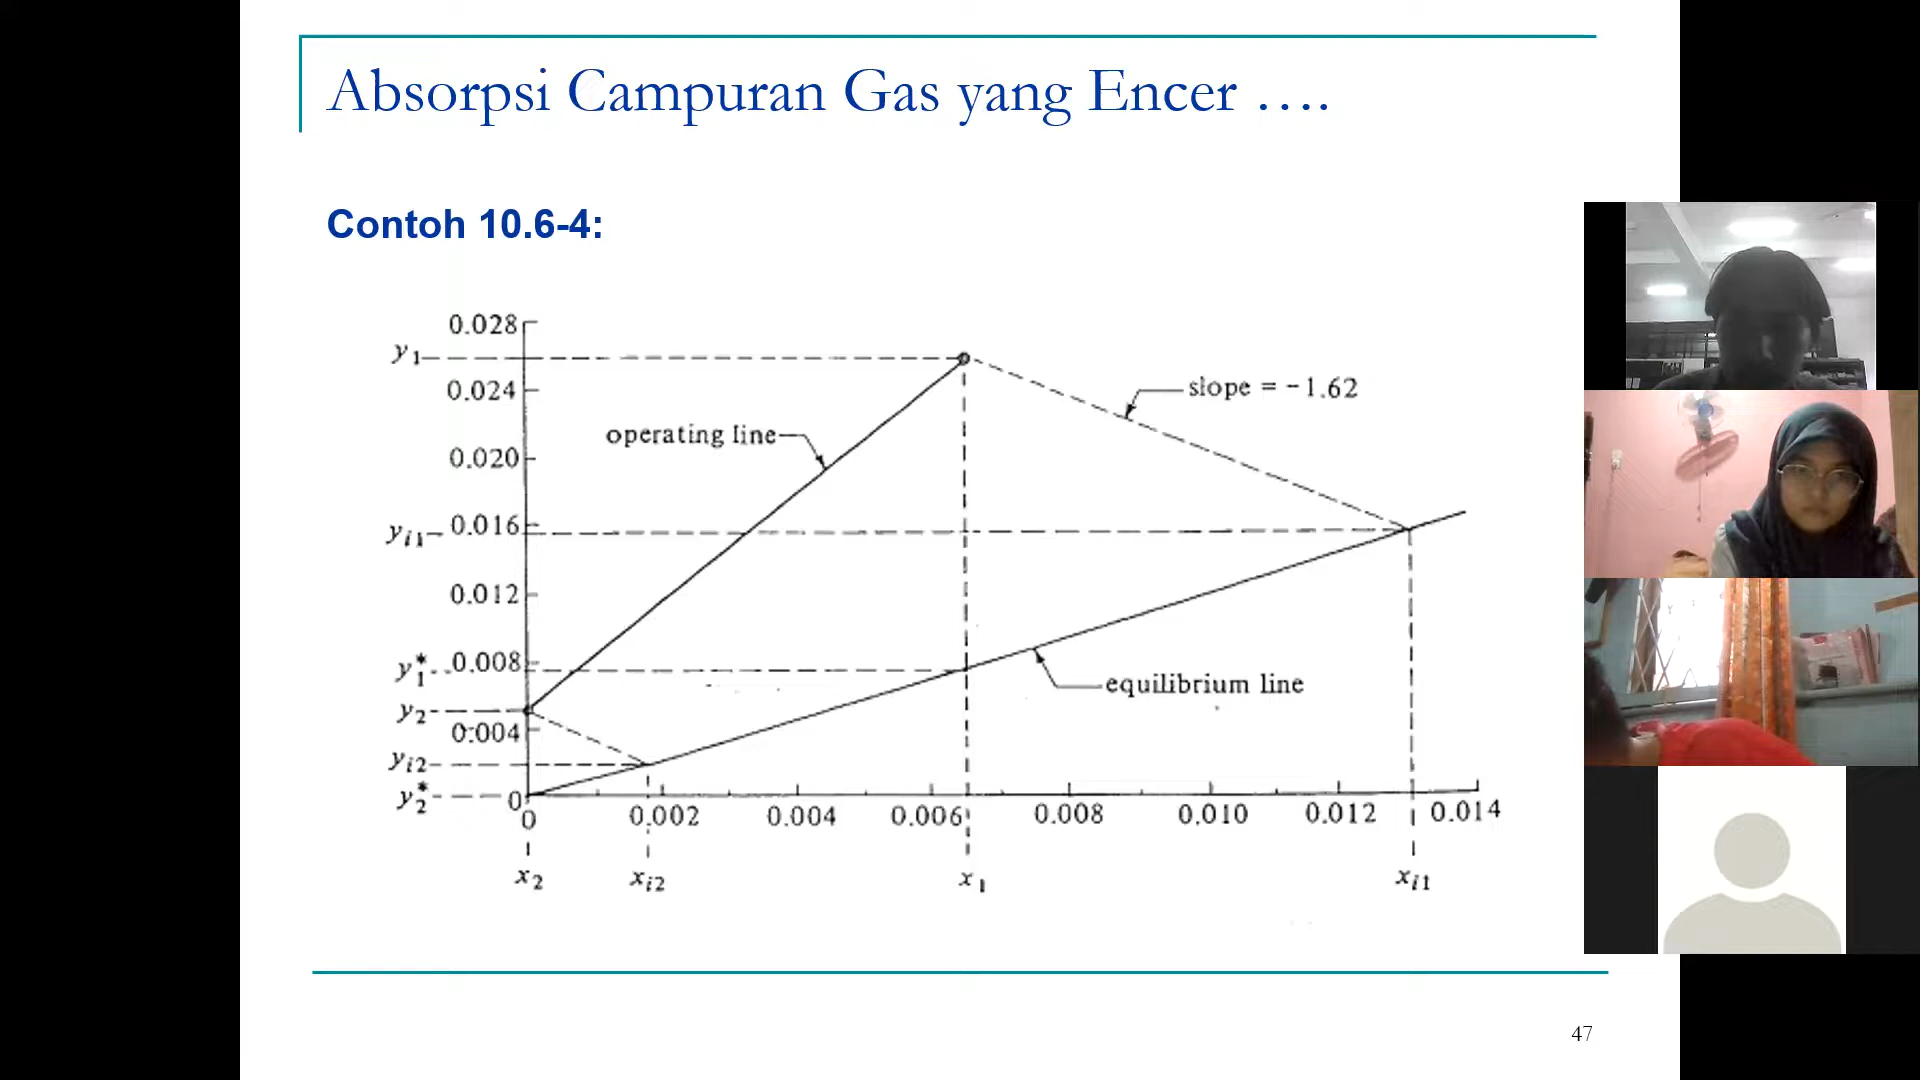 Absorpsi Campuran Gas yang Encer ….
Contoh 10.6-4:
0.028
y1
0.024
slope = −1.62
operating line
0.020
yi1
0.016
0.012
y1*
0.008
equilibrium line
y2
0.004
yi2
y2*
0
0 0.002 0.004 0.006 0.008 0.010 0.012 0.014
x2 xi2 x1 xi1
47